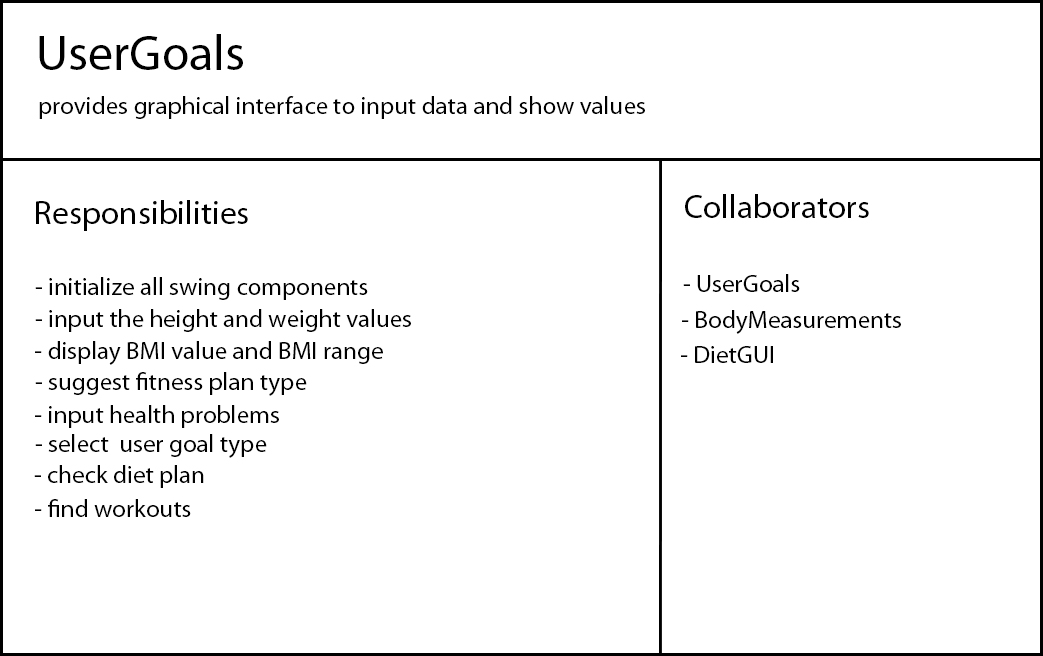 UserGoals
provides graphical interface to input data and show values
Responsibilities
- initialize all swing components
- input the height and weight values
- display BMI value and BMI range
- suggest fitness plan type
- input health problems
- select  user goal type
- check diet plan
- find workouts
Collaborators
- UserGoals
- BodyMeasurements
- DietGUI